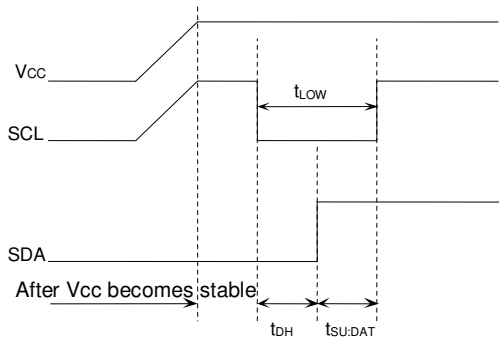 VCC
tLOW
SCL
SDA
After Vcc becomes stable
tDH
tSU:DAT